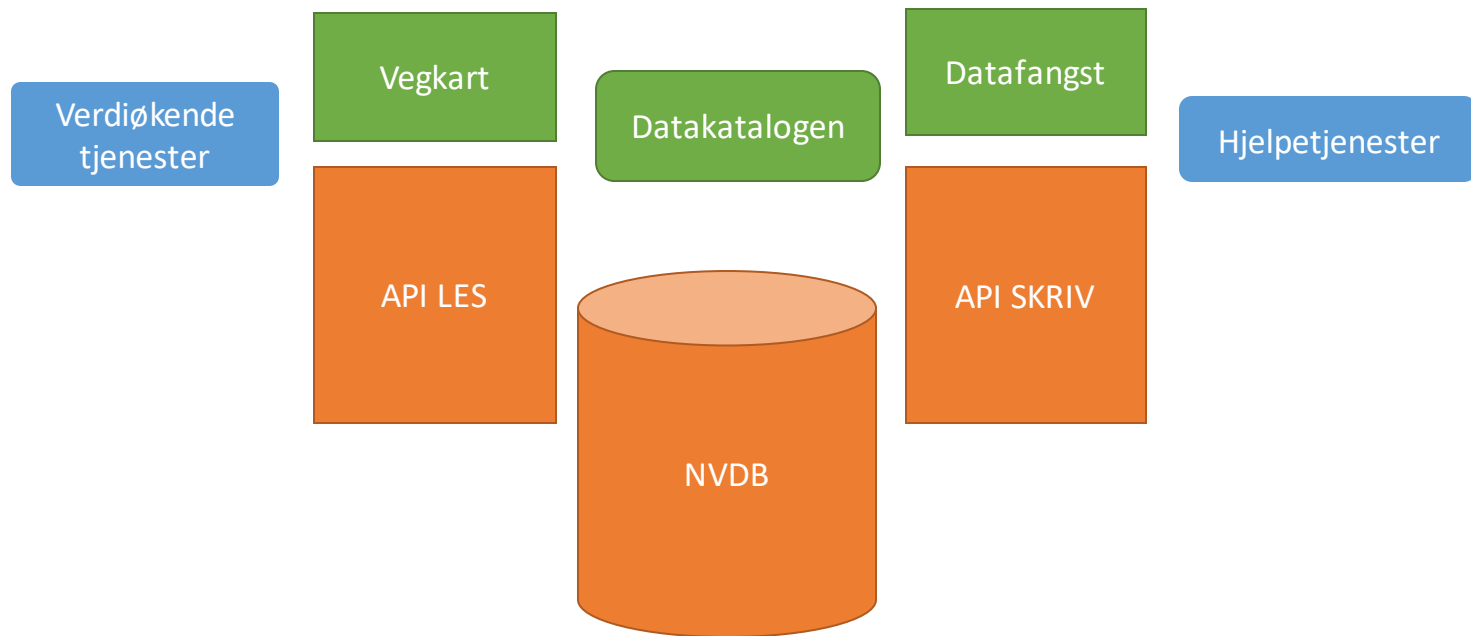 Verdiøkende
tjenester
Vegkart
Datakatalogen
Datafangst
Hjelpetjenester
API LES
API SKRIV
NVDB